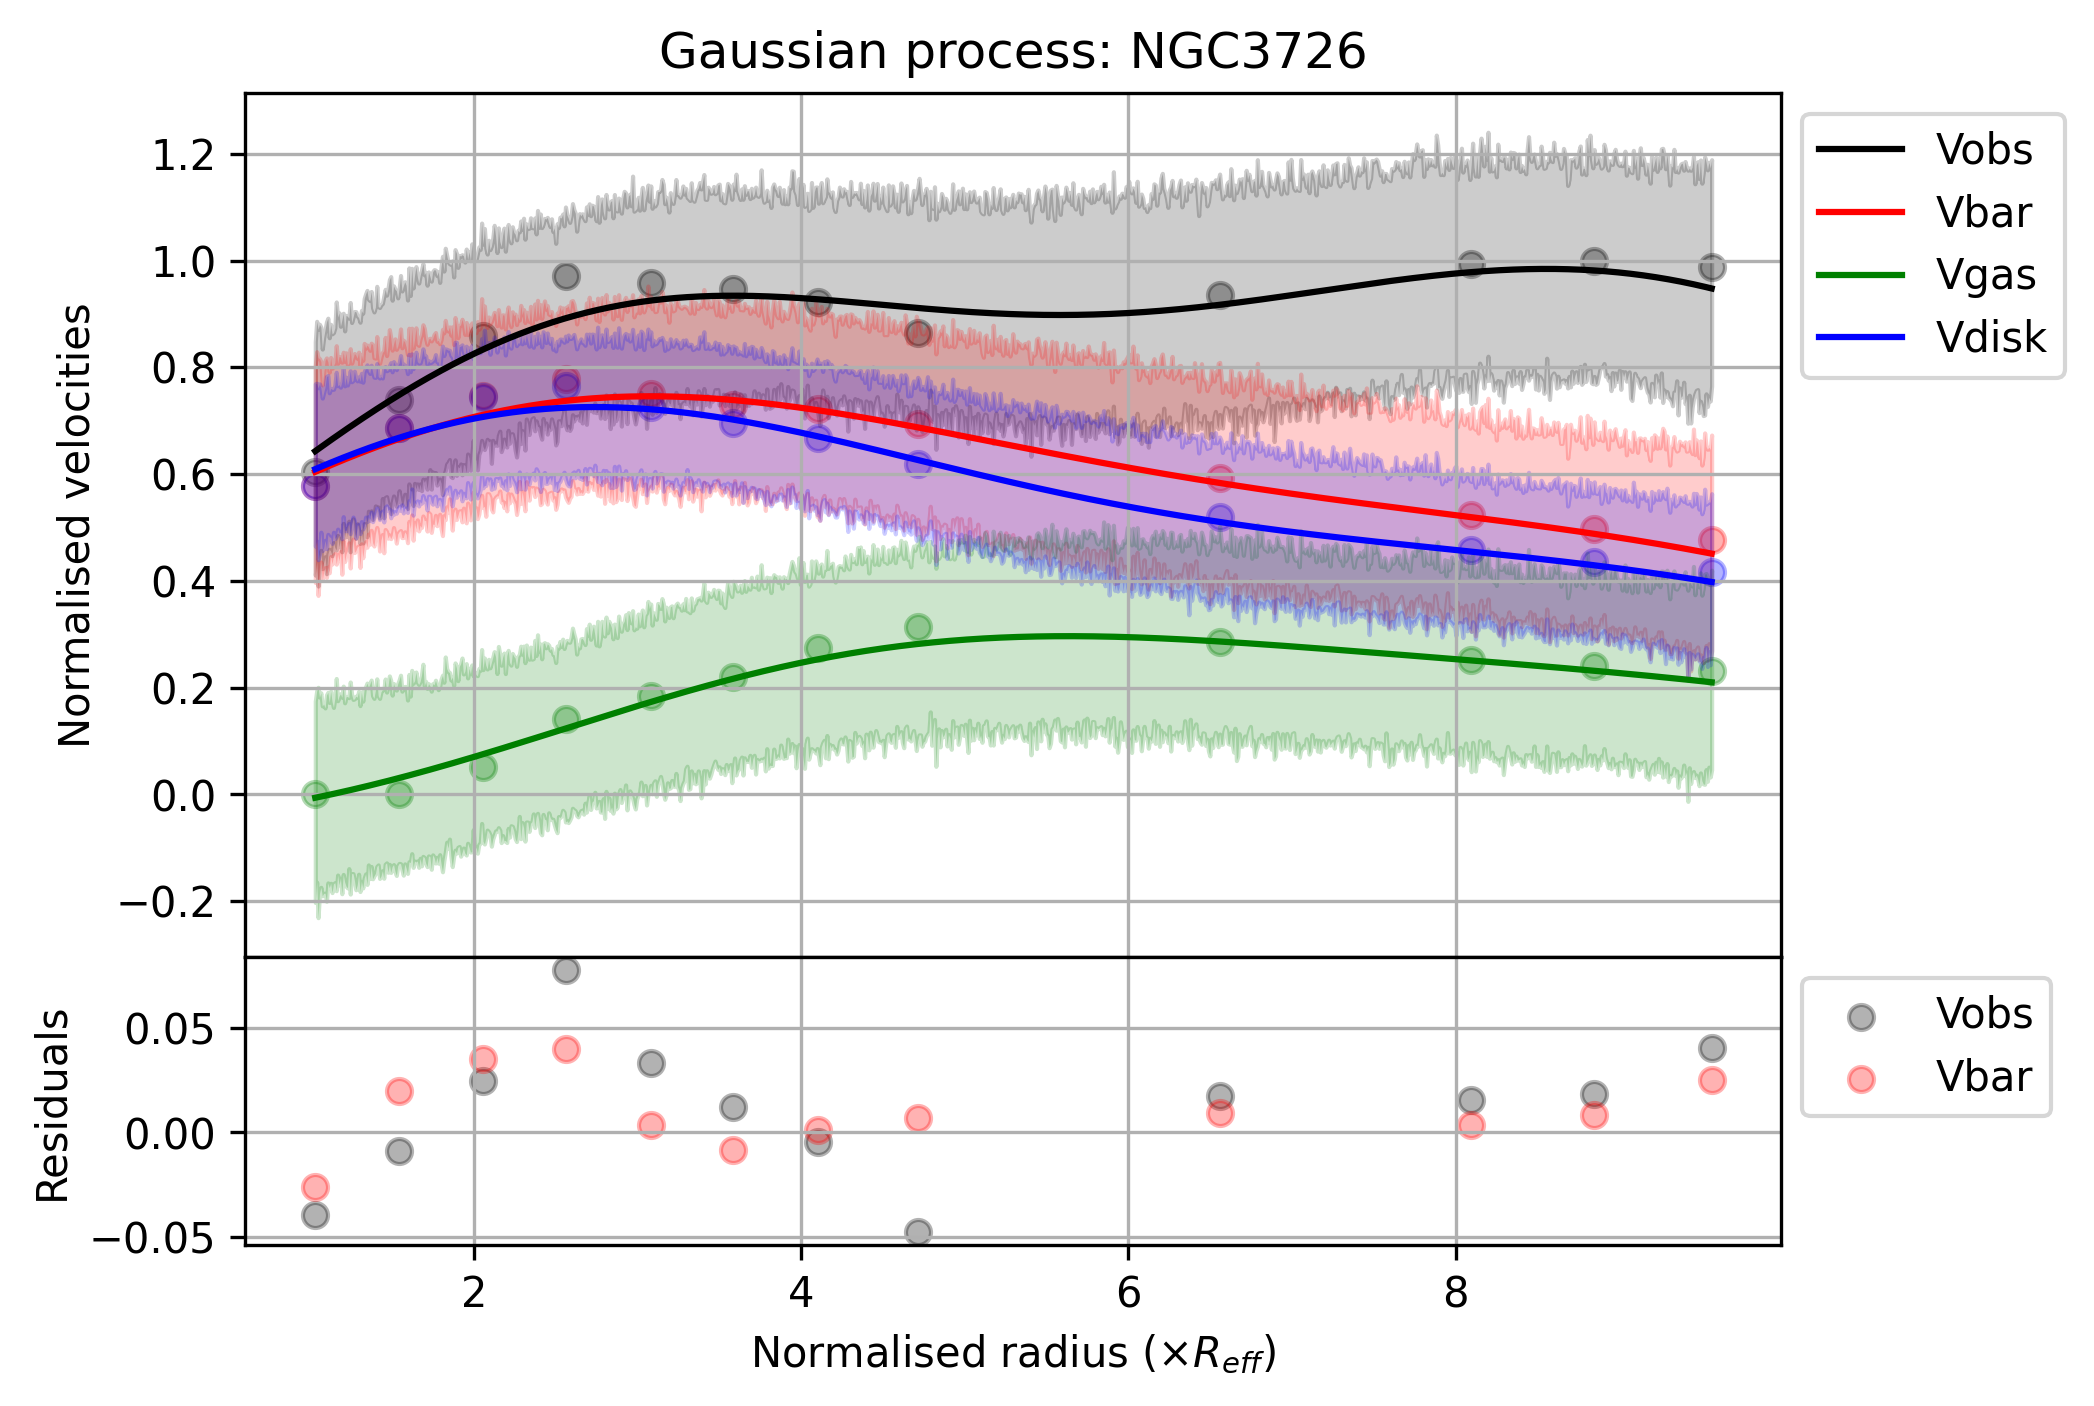 Gaussian process: NGC3726
Normalised velocities
1.2
1.0
0.8
0.6
0.4
0.2
0.0
−0.2
Vobs
Vbar
Vgas
Vdisk
Residuals
0.05
0.00
−0.05
Vobs
Vbar
2 4 6 8
Normalised radius (×R_eff)